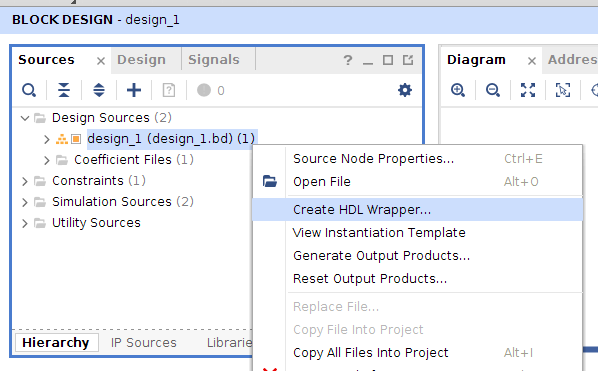 BLOCK DESIGN - design_1
Sources × Design Signals ? _ □ ×
Diagram × Addres
0
Design Sources (2)
design_1 (design_1.bd) (1)
Coefficient Files (1)
Constraints (1)
Simulation Sources (2)
Utility Sources
Source Node Properties... Ctrl+E
Open File Alt+O
Create HDL Wrapper...
View Instantiation Template
Generate Output Products...
Reset Output Products...
Replace File...
Copy File Into Project
Copy All Files Into Project Alt+I
Hierarchy IP Sources Librarie